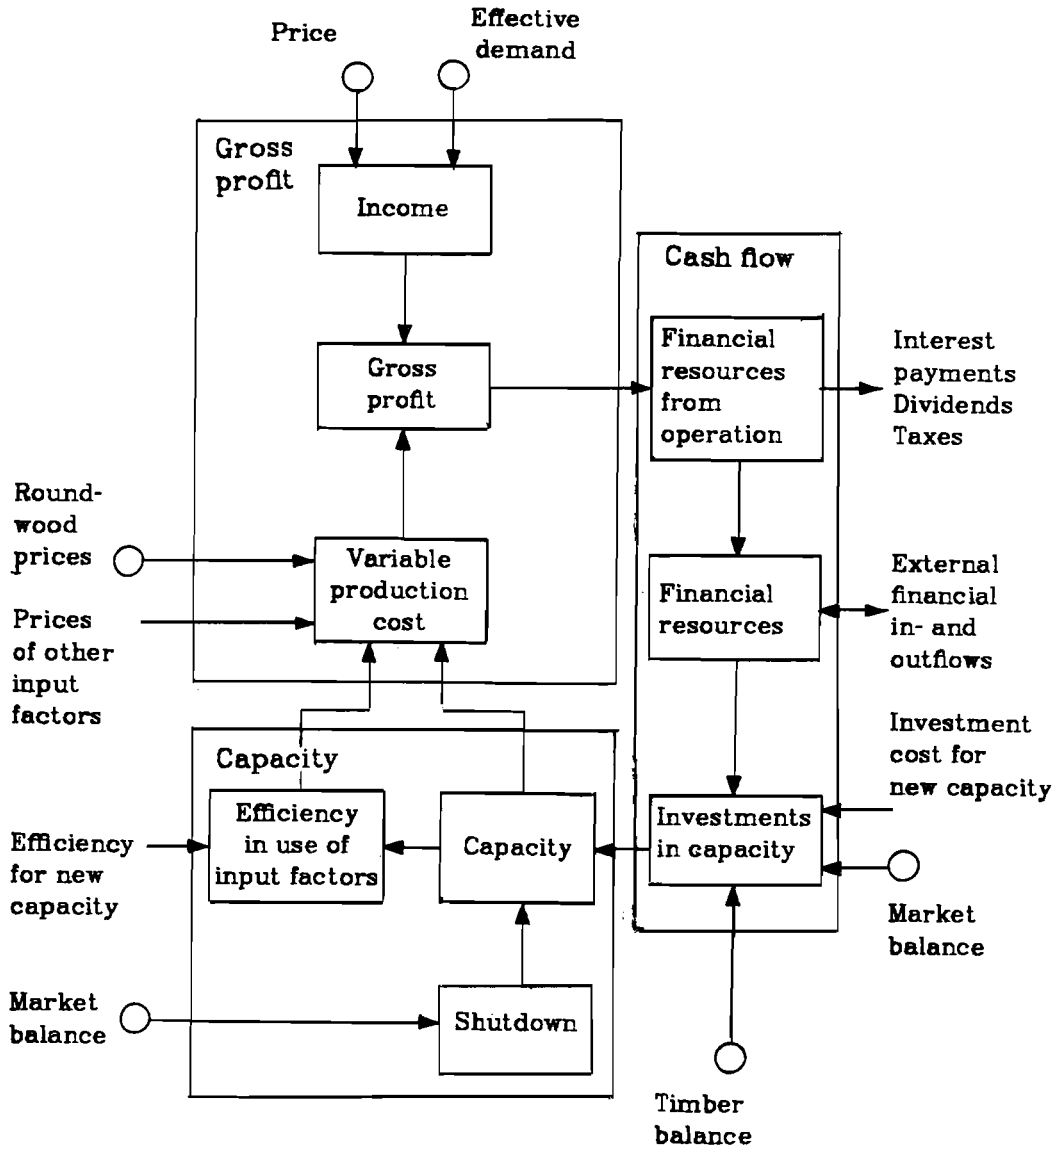 Price
Effective
demand
Gross
profit
Income
Cash flow
Gross
profit
Financial
resources
from
operation
Interest
payments
Dividends
Taxes
Round-
wood
prices
Variable
production
cost
Financial
resources
External
financial
in- and
outflows
Prices
of other
input
factors
Capacity
Investment
cost for
new capacity
Efficiency
for new
capacity
Efficiency
in use of
input factors
Capacity
Investments
in capacity
Market
balance
Market
balance
Shutdown
Timber
balance